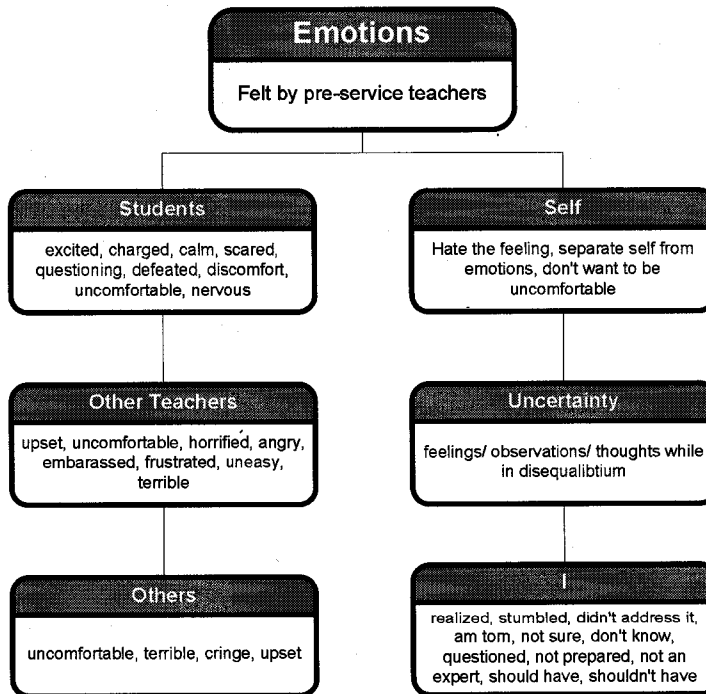 Emotions
Felt by pre-service teachers
Students
excited, charged, calm, scared,
questioning, defeated, discomfort,
uncomfortable, nervous
Other Teachers
upset, uncomfortable, horrified, angry,
embarassed, frustrated, uneasy,
terrible
Others
uncomfortable, terrible, cringe, upset
Self
Hate the feeling, separate self from
emotions, don't want to be
uncomfortable
Uncertainty
feelings/ observations/ thoughts while
in disequalibtium
I
realized, stumbled, didn't address it,
am torn, not sure, don't know,
questioned, not prepared, not an
expert, should have, shouldn't have